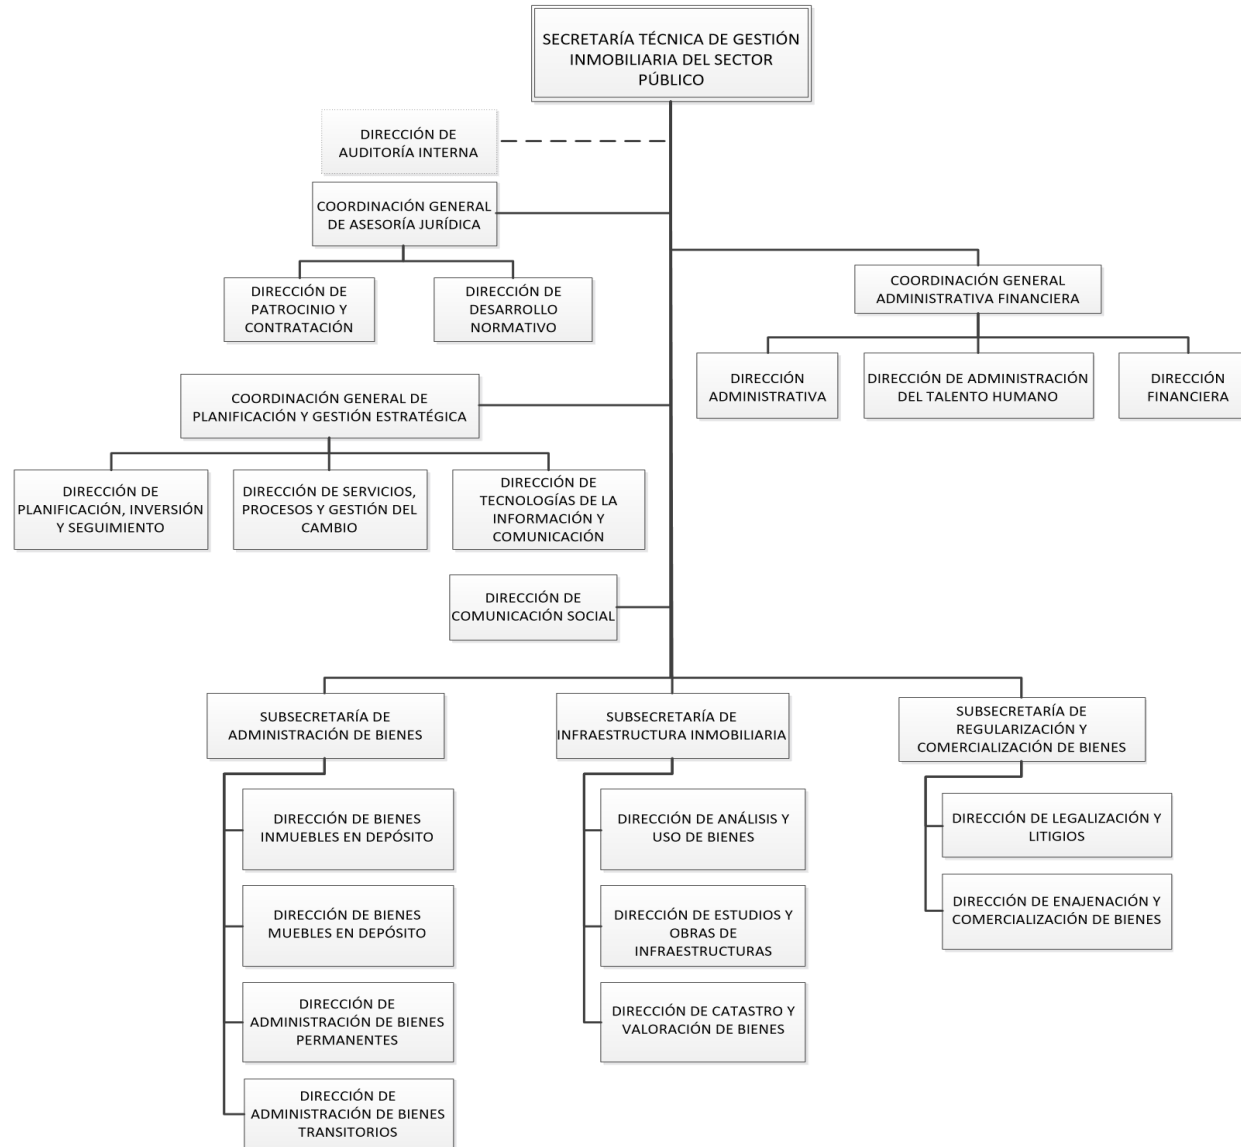 SECRETARÍA TÉCNICA DE GESTIÓN
INMOBILIARIA DEL SECTOR
PÚBLICO
DIRECCIÓN DE
AUDITORÍA INTERNA
COORDINACIÓN GENERAL
DE ASESORÍA JURÍDICA
DIRECCIÓN DE
PATROCINIO Y
CONTRATACIÓN
DIRECCIÓN DE
DESARROLLO
NORMATIVO
COORDINACIÓN GENERAL
ADMINISTRATIVA FINANCIERA
DIRECCIÓN
ADMINISTRATIVA
DIRECCIÓN DE ADMINISTRACIÓN
DEL TALENTO HUMANO
DIRECCIÓN
FINANCIERA
COORDINACIÓN GENERAL DE
PLANIFICACIÓN Y GESTIÓN ESTRATÉGICA
DIRECCIÓN DE
PLANIFICACIÓN, INVERSIÓN
Y SEGUIMIENTO
DIRECCIÓN DE SERVICIOS,
PROCESOS Y GESTIÓN DEL
CAMBIO
DIRECCIÓN DE
TECNOLOGÍAS DE LA
INFORMACIÓN Y
COMUNICACIÓN
DIRECCIÓN DE
COMUNICACIÓN SOCIAL
SUBSECRETARÍA DE
ADMINISTRACIÓN DE BIENES
DIRECCIÓN DE BIENES
INMUEBLES EN DEPÓSITO
DIRECCIÓN DE BIENES
MUEBLES EN DEPÓSITO
DIRECCIÓN DE
ADMINISTRACIÓN DE BIENES
PERMANENTES
DIRECCIÓN DE
ADMINISTRACIÓN DE BIENES
TRANSITORIOS
SUBSECRETARÍA DE
INFRAESTRUCTURA INMOBILIARIA
DIRECCIÓN DE ANÁLISIS Y
USO DE BIENES
DIRECCIÓN DE ESTUDIOS Y
OBRAS DE
INFRAESTRUCTURAS
DIRECCIÓN DE CATASTRO Y
VALORACIÓN DE BIENES
SUBSECRETARÍA DE
REGULARIZACIÓN Y
COMERCIALIZACIÓN DE BIENES
DIRECCIÓN DE LEGALIZACIÓN Y
LITIGIOS
DIRECCIÓN DE ENAJENACIÓN Y
COMERCIALIZACIÓN DE BIENES